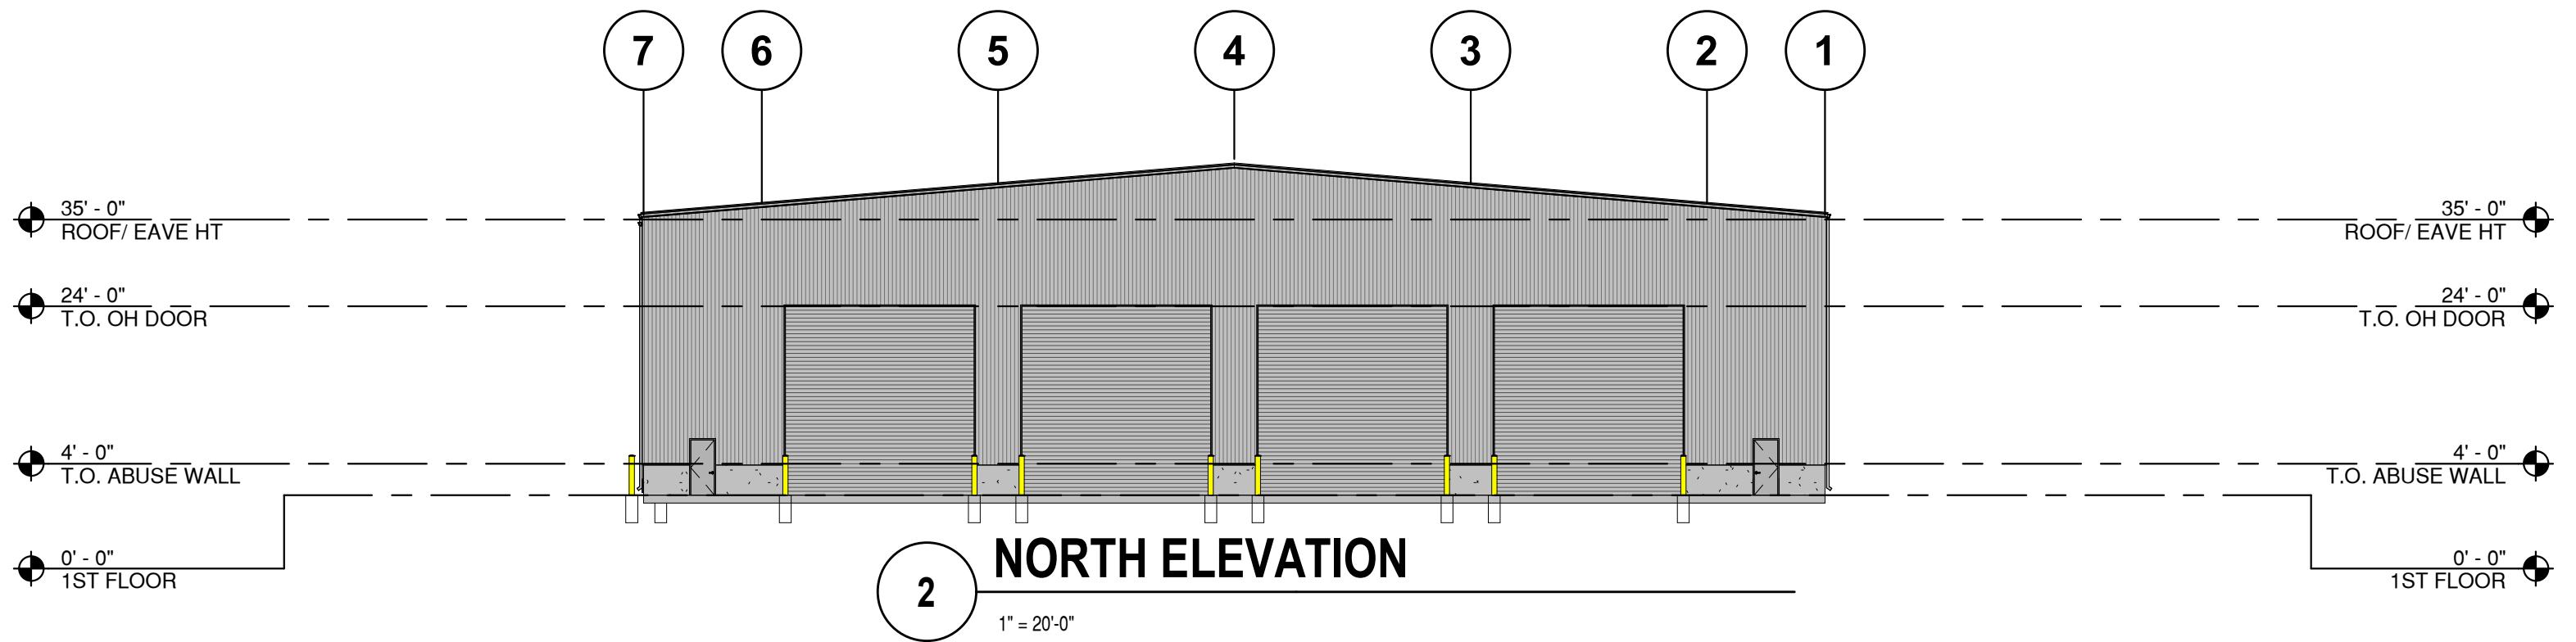 7 6 5 4 3 2 1
35' - 0"
ROOF/ EAVE HT
24' - 0"
T.O. OH DOOR
4' - 0"
T.O. ABUSE WALL
0' - 0"
1ST FLOOR
35' - 0"
ROOF/ EAVE HT
24' - 0"
T.O. OH DOOR
4' - 0"
T.O. ABUSE WALL
0' - 0"
1ST FLOOR
2
NORTH ELEVATION
1" = 20'-0"